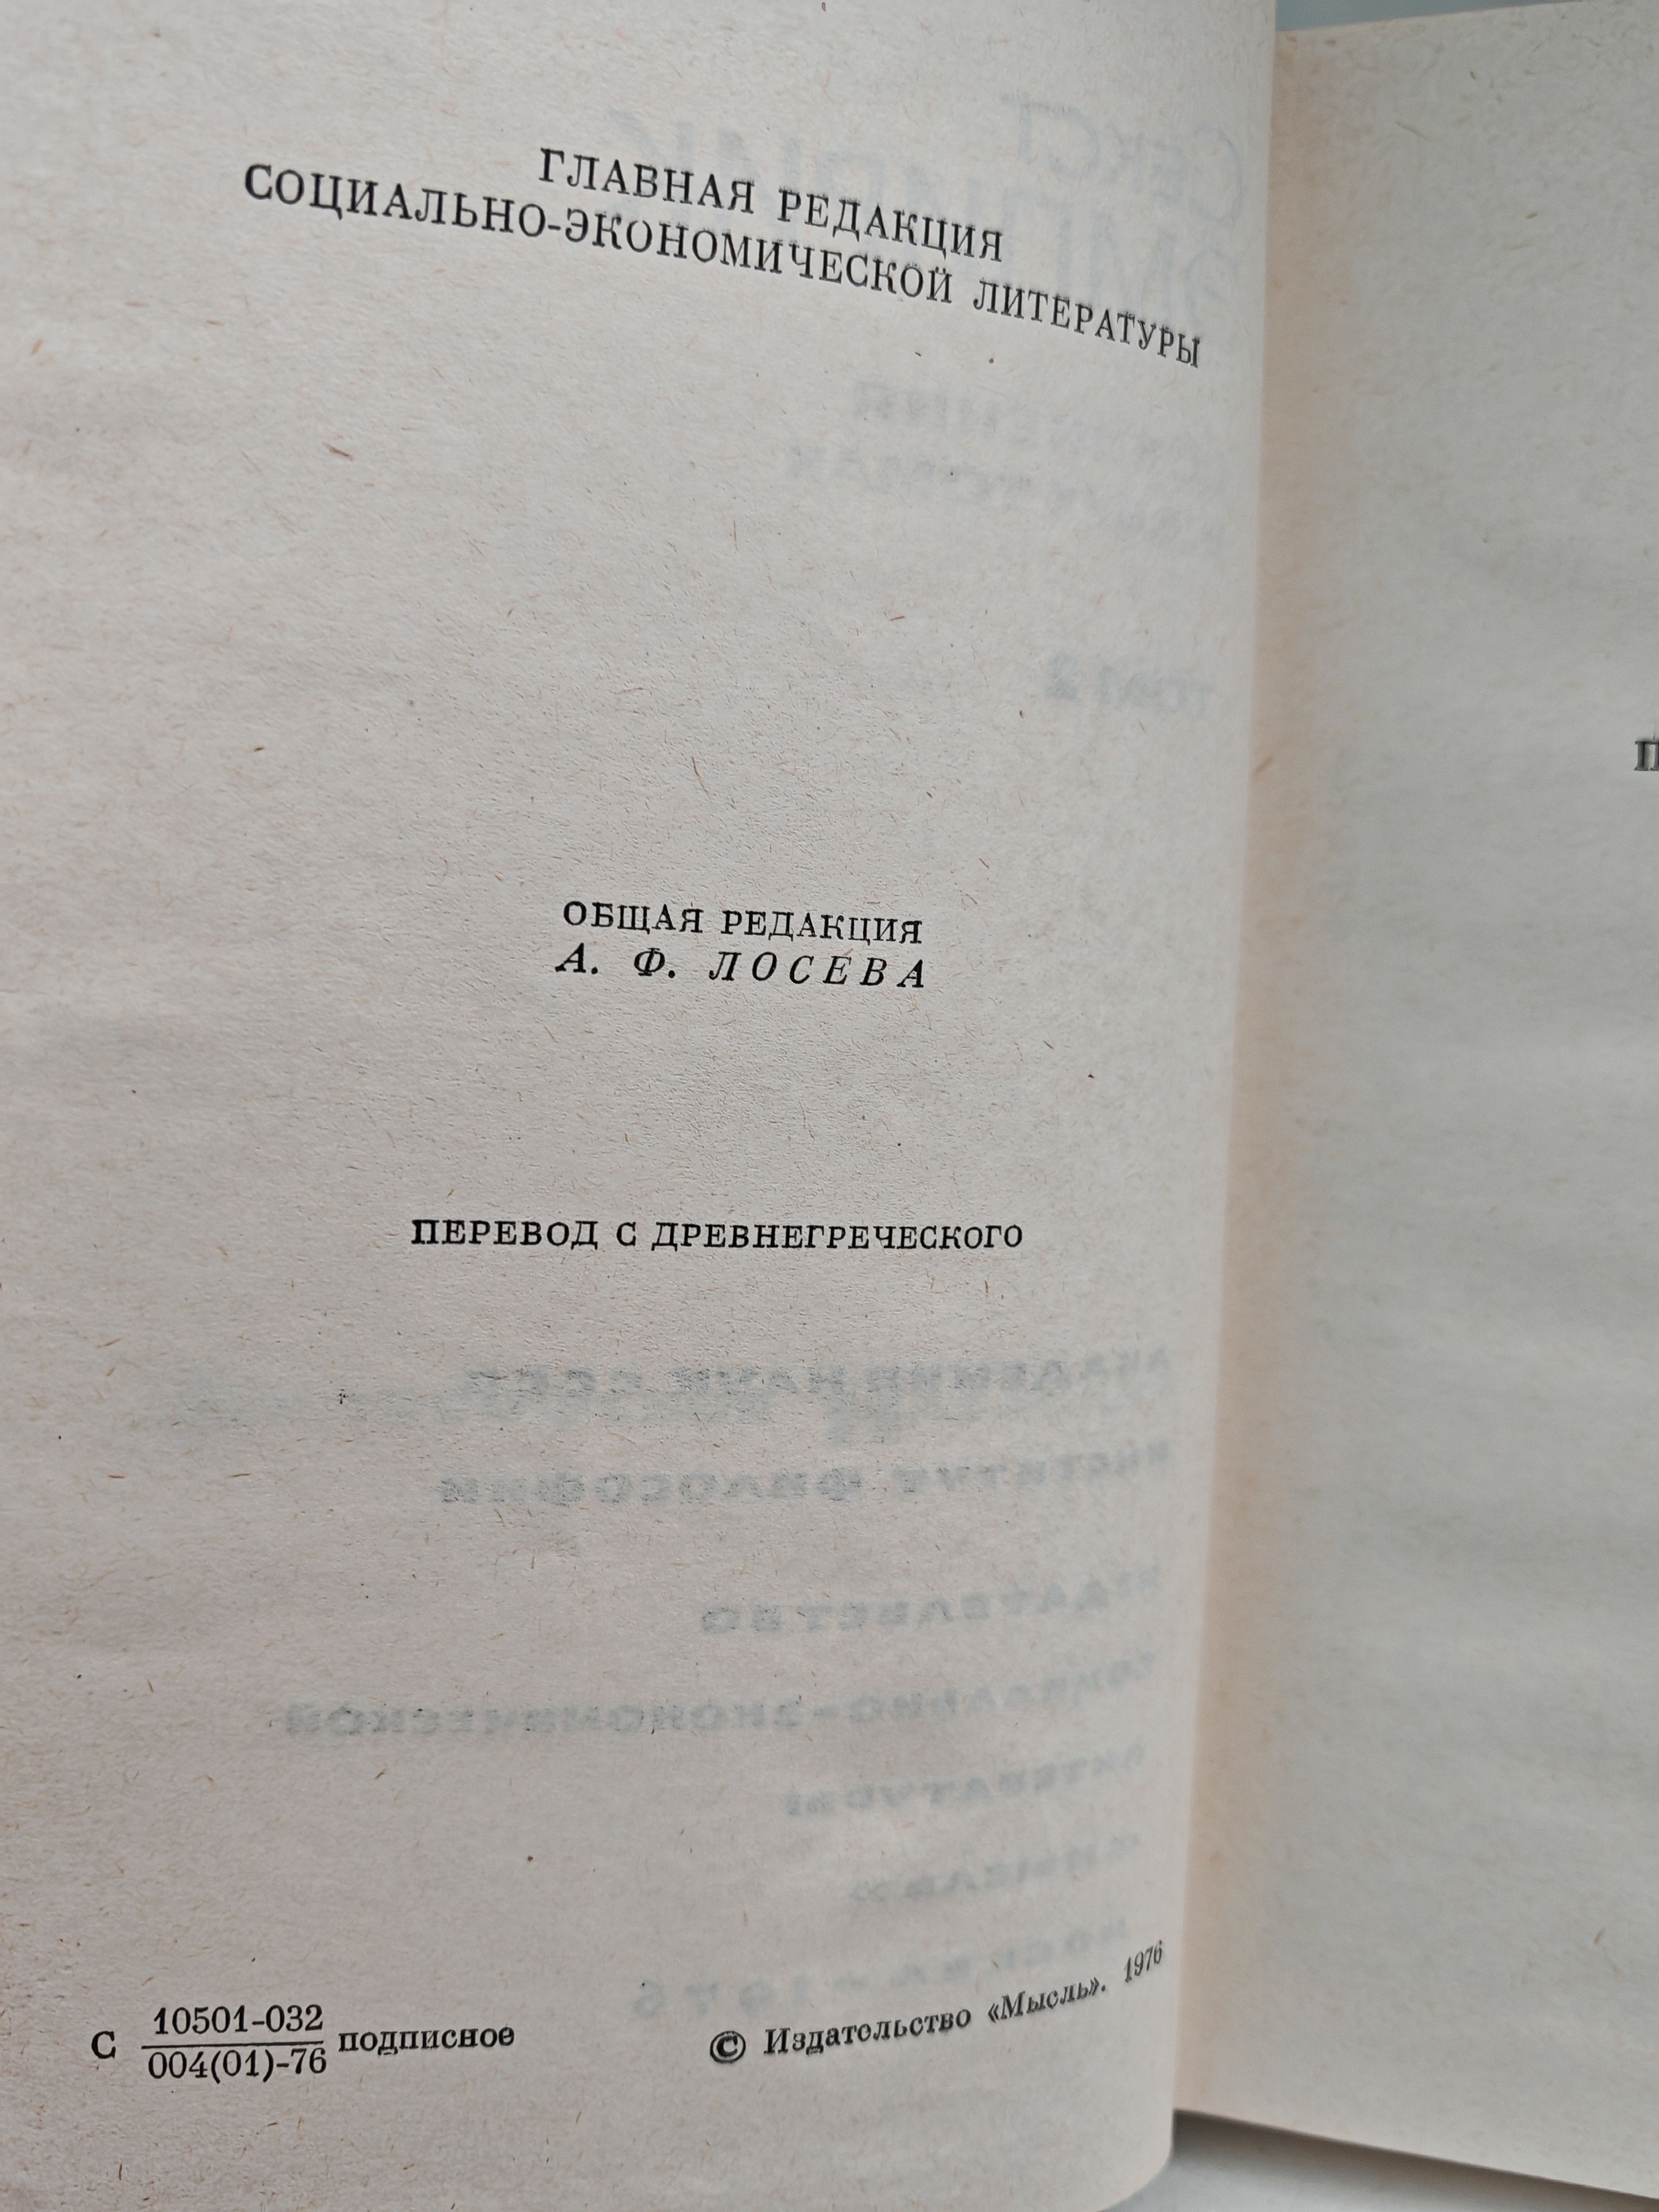 ГЛАВНАЯ РЕДАКЦИЯ
СОЦИАЛЬНО-ЭКОНОМИЧЕСКОЙ ЛИТЕРАТУРЫ
ОБЩАЯ РЕДАКЦИЯ
А. Ф. ЛОСЕВА
ПЕРЕВОД С ДРЕВНЕГРЕЧЕСКОГО
С 10501-032
004(01)-76 подписное
© Издательство «Мысль». 1976